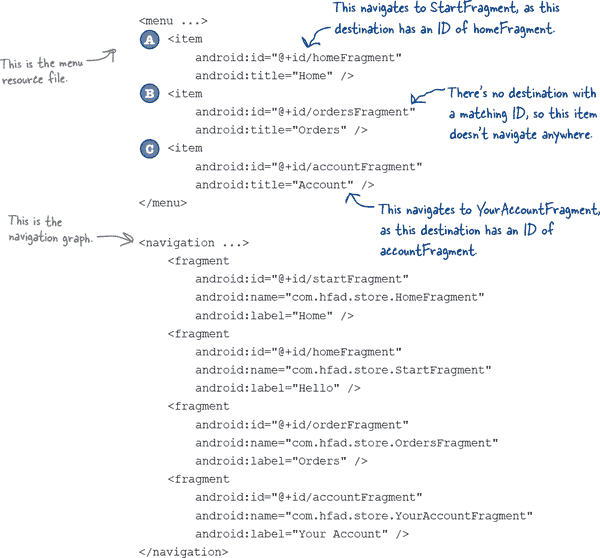 <menu ...>
This navigates to StartFragment, as this
destination has an ID of homeFragment.
This is the menu
resource file.
A <item
android:id="@+id/homeFragment"
android:title="Home" />
B <item
android:id="@+id/ordersFragment"
android:title="Orders" />
There's no destination with
a matching ID, so this item
doesn't navigate anywhere.
C <item
android:id="@+id/accountFragment"
android:title="Account" />
</menu>
This navigates to YourAccountFragment,
as this destination has an ID of
accountFragment.
This is the
navigation graph.
<navigation ...>
<fragment
android:id="@+id/startFragment"
android:name="com.hfad.store.HomeFragment"
android:label="Home" />
<fragment
android:id="@+id/homeFragment"
android:name="com.hfad.store.StartFragment"
android:label="Hello" />
<fragment
android:id="@+id/orderFragment"
android:name="com.hfad.store.OrdersFragment"
android:label="Orders" />
<fragment
android:id="@+id/accountFragment"
android:name="com.hfad.store.YourAccountFragment"
android:label="Your Account" />
</navigation>